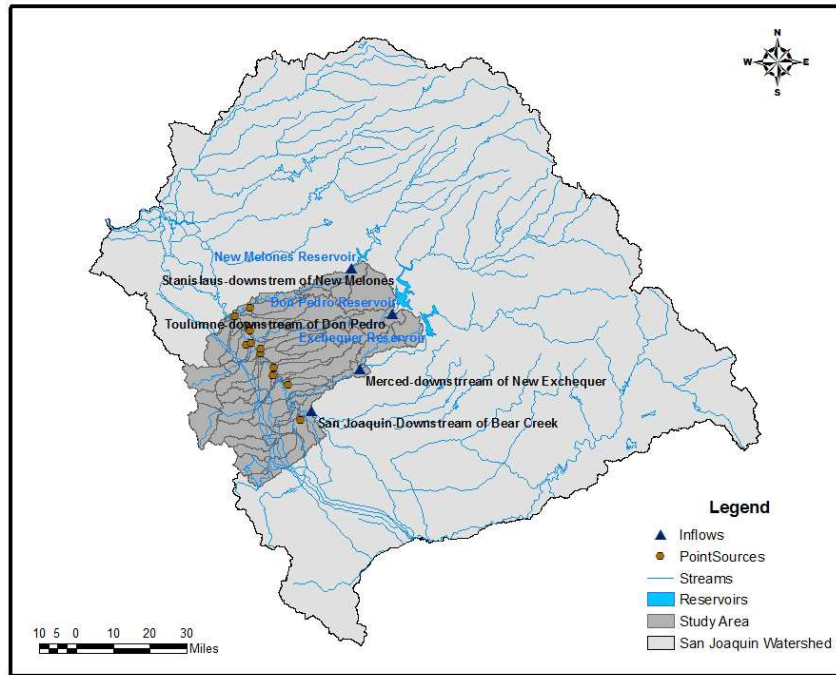 N
W E
S
New Melones Reservoir
Stanislaus-downstrem of New Melones
Don Pedro Reservoir
Toulumne-downstream of Don Pedro
Exchequer Reservoir
Merced-downstream of New Exchequer
San Joaquin-Downstream of Bear Creek
Legend
Inflows
PointSources
Streams
Reservoirs
Study Area
San Joaquin Watershed
10 5 0 10 20 30
Miles